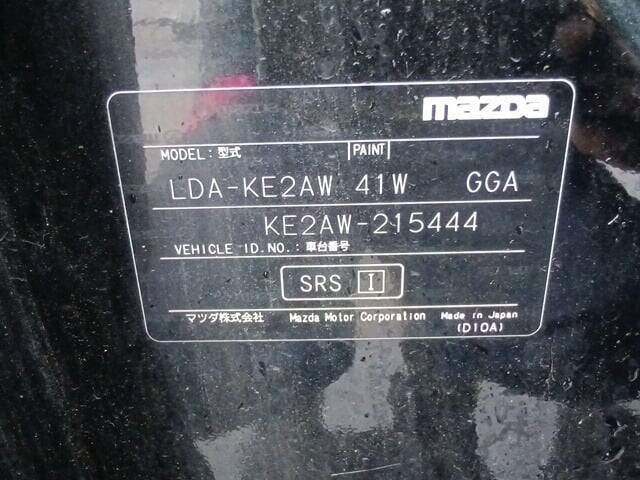 mazda
MODEL:型式 PAINT
LDA-KE2AW 41W GGA
KE2AW-215444
VEHICLE ID.NO.:車台番号
SRS I
マツダ株式会社 Mazda Motor Corporation Made in Japan
(D10A)